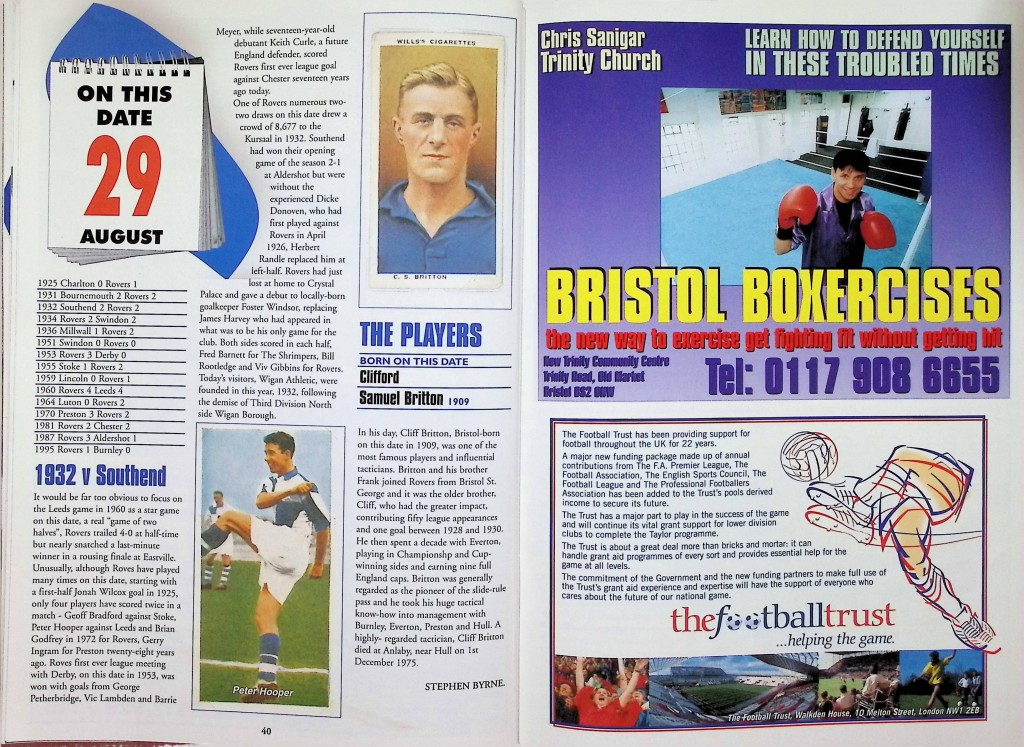 ON THIS
DATE
29
AUGUST
1925 Charlton 0 Rovers 1
1931 Bournemouth 2 Rovers 2
1932 Southend 2 Rovers 2
1934 Rovers 2 Swindon 2
1936 Millwall 1 Rovers 2
1951 Swindon 0 Rovers 0
1953 Rovers 3 Derby 0
1955 Stoke 1 Rovers 2
1959 Lincoln 0 Rovers 1
1960 Rovers 4 Leeds 4
1964 Luton 0 Rovers 2
1970 Preston 3 Rovers 2
1981 Rovers 2 Chester 2
1987 Rovers 3 Aldershot 1
1995 Rovers 1 Burnley 0
1932 v Southend
It would be far too obvious to focus on
the Leeds game in 1960 as a star game
on this date, a real "game of two
halves", Rovers trailed 4-0 at half-time
but nearly snatched a last-minute
winner in a rousing finale at Eastville.
Unusually, although Roves have played
many times on this date, starting with
a first-half Jonah Wilcox goal in 1925,
only four players have scored twice in a
match - Geoff Bradford against Stoke,
Peter Hooper against Leeds and Brian
Godfrey in 1972 for Rovers, Gerry
Ingram for Preston twenty-eight years
ago. Roves first ever league meeting
with Derby, on this date in 1953, was
won with goals from George
Petherbridge, Vic Lambden and Barrie
Meyer, while seventeen-year-old
debutant Keith Curle, a future
England defender, scored
Rovers first ever league goal
against Chester seventeen years
ago today.
One of Rovers numerous two-
two draws on this date drew a
crowd of 8,677 to the
Kursaal in 1932. Southend
had won their opening
game of the season 2-1
at Aldershot but were
without the
experienced Dicke
Donoven, who had
first played against
Rovers in April
1926, Herbert
Randle replaced him at
left-half. Rovers had just
lost at home to Crystal
Palace and gave a debut to locally-born
goalkeeper Foster Windsor, replacing
James Harvey who had appeared in
what was to be his only game for the
club. Both sides scored in each half,
Fred Barnett for The Shrimpers, Bill
Rootledge and Viv Gibbins for Rovers.
Today's visitors, Wigan Athletic, were
founded in this year, 1932, following
the demise of Third Division North
side Wigan Borough.
Peter Hooper
WILLS'S CIGARETTES
C. S. BRITTON
THE PLAYERS
BORN ON THIS DATE
Clifford
Samuel Britton 1909
In his day, Cliff Britton, Bristol-born
on this date in 1909, was one of the
most famous players and influential
tacticians. Britton and his brother
Frank joined Rovers from Bristol St.
George and it was the older brother,
Cliff, who had the greater impact,
contributing fifty league appearances
and one goal between 1928 and 1930.
He then spent a decade with Everton,
playing in Championship and Cup-
winning sides and earning nine full
England caps. Britton was generally
regarded as the pioneer of the slide-rule
pass and he took his huge tactical
know-how into management with
Burnley, Everton, Preston and Hull. A
highly- regarded tactician, Cliff Britton
died at Anlaby, near Hull on 1st
December 1975.
STEPHEN BYRNE.
40
Chris Sanigar
Trinity Church
LEARN HOW TO DEFEND YOURSELF
IN THESE TROUBLED TIMES
BRISTOL BOXERCISES
the new way to exercise get fighting fit without getting hit
New Trinity Community Centre
Trinity Road, Old Market
Bristol BS2 0NW
Tel: 0117 908 6655
The Football Trust has been providing support for
football throughout the UK for 22 years.
A major new funding package made up of annual
contributions from The F.A. Premier League, The
Football Association, The English Sports Council, The
Football League and The Professional Footballers
Association has been added to the Trust's pools derived
income to secure its future.
The Trust has a major part to play in the success of the game
and will continue its vital grant support for lower division
clubs to complete the Taylor programme.
The Trust is about a great deal more than bricks and mortar: it can
handle grant aid programmes of every sort and provides essential help for the
game at all levels.
The commitment of the Government and the new funding partners to make full use of
the Trust's grant aid experience and expertise will have the support of everyone who
cares about the future of our national game.
thefootballtrust
...helping the game.
The Football Trust, Walkden House, 10 Melton Street, London NW1 2EB